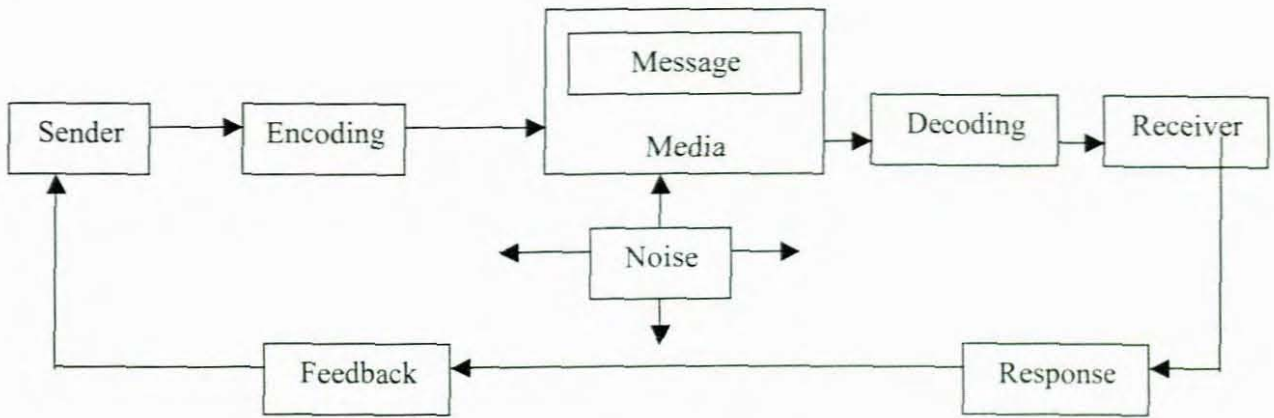 Message
Sender
Encoding
Media
Decoding
Receiver
Noise
Feedback
Response